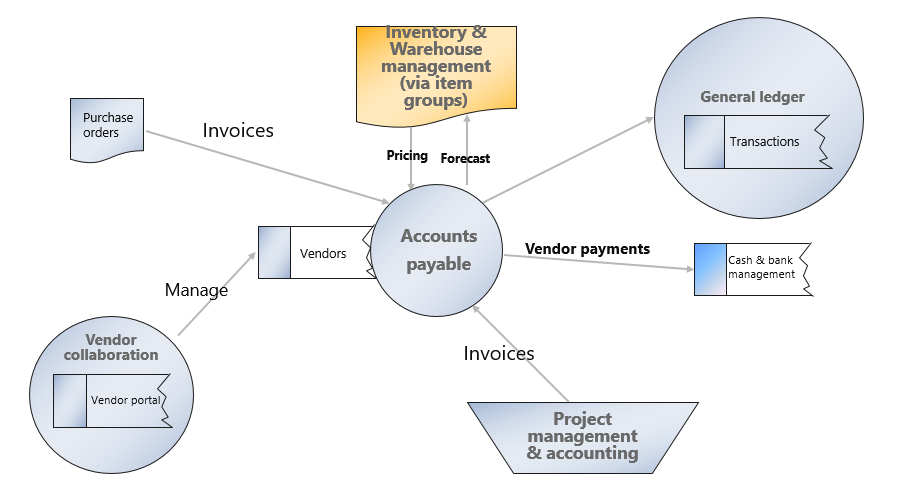 Inventory &
Warehouse
management
(via item
groups)
General ledger
Transactions
Purchase
orders
Invoices
Pricing
Forecast
Accounts
payable
Vendors
Vendor payments
Cash & bank
management
Manage
Vendor
collaboration
Vendor portal
Invoices
Project
management
& accounting